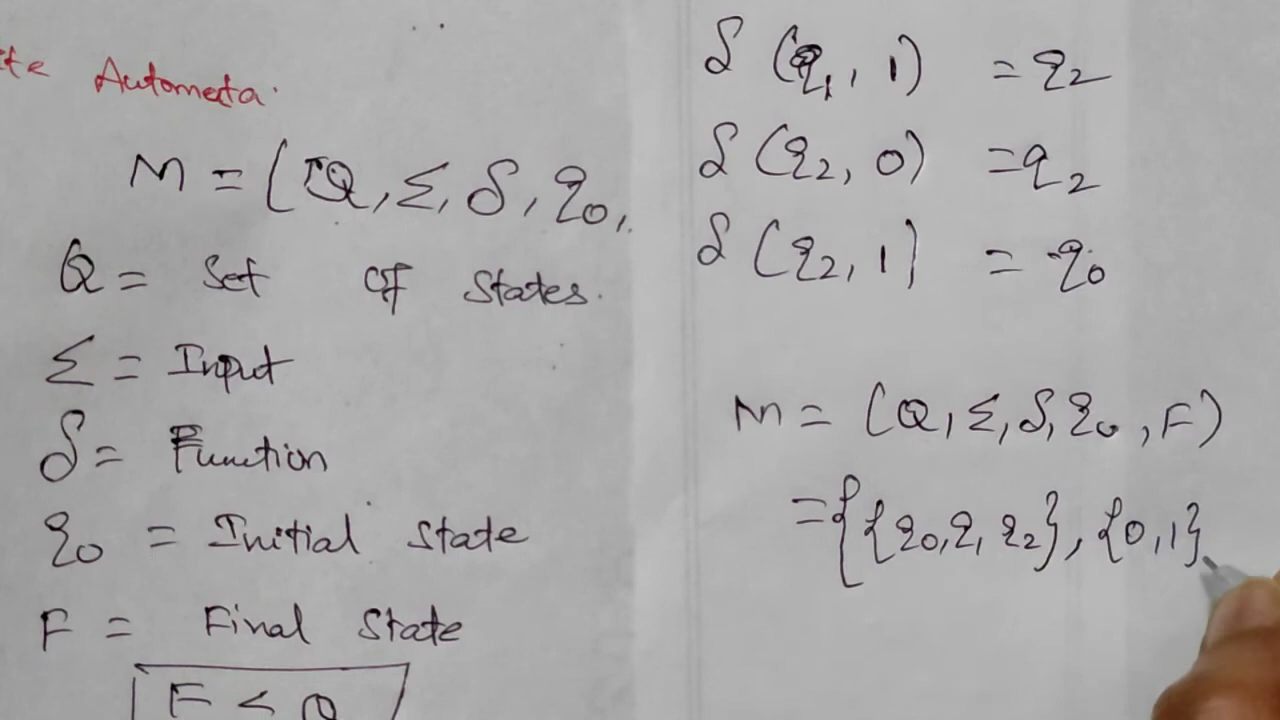 te Automata.
M = (Q, Σ, δ, q0,
Q = Set of States.
Σ = Input
δ = Function
q0 = Initial State
F = Final State
F < Q
δ (q1, 1) = q2
δ (q2, 0) = q2
δ (q2, 1) = q0
M = (Q, Σ, δ, q0, F)
= {{q0, q1, q2}, {0, 1}